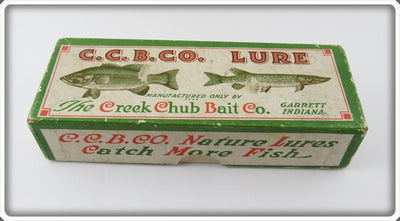 C.C.B.CO. LURE
MANUFACTURED ONLY BY
The Creek Chub Bait Co.
GARRETT
INDIANA
C.C.B.CO. Nature Lures
Catch More Fish